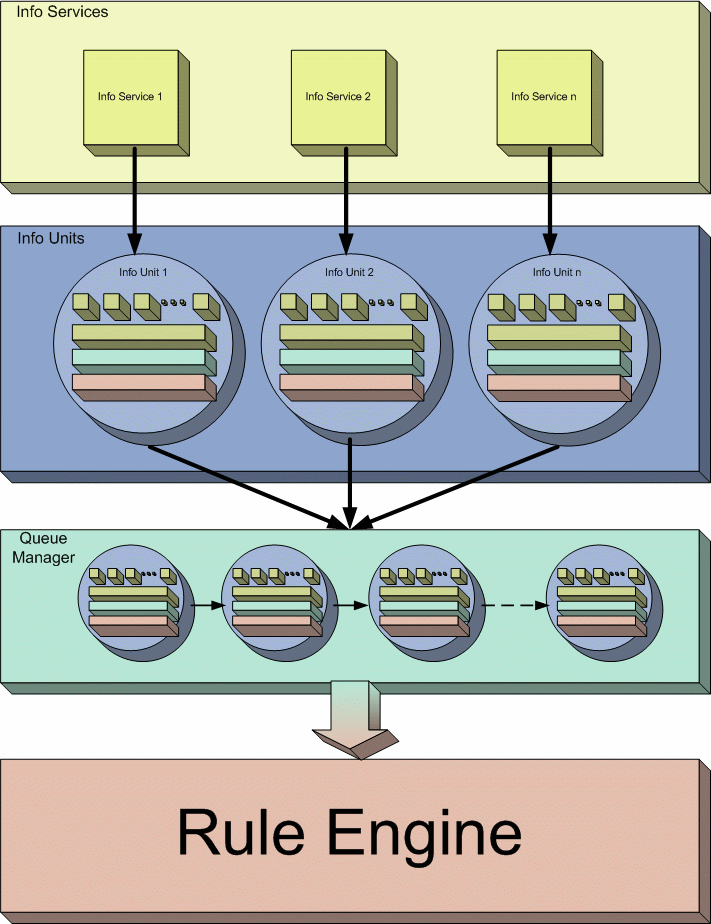 Info Services
Info Service 1
Info Service 2
Info Service n
Info Units
Info Unit 1
Info Unit 2
Info Unit n
Queue
Manager
Rule Engine